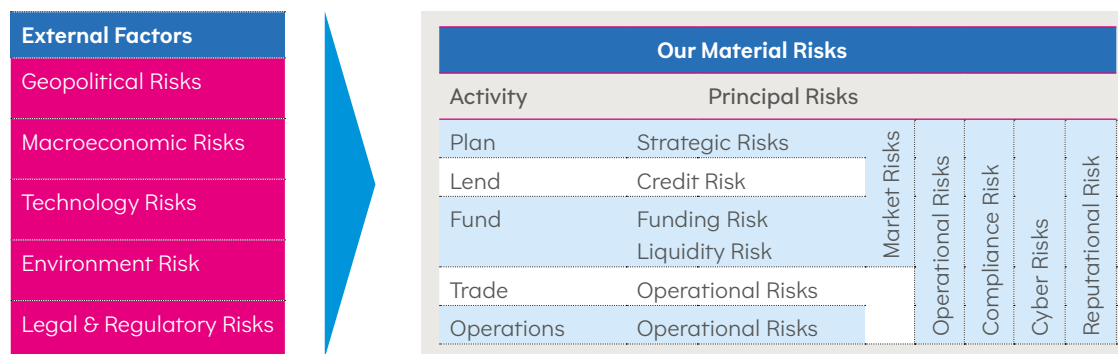 External Factors
Geopolitical Risks
Macroeconomic Risks
Technology Risks
Environment Risk
Legal & Regulatory Risks
Our Material Risks
Activity Principal Risks
Plan Strategic Risks
Lend Credit Risk
Fund Funding Risk
Liquidity Risk
Trade Operational Risks
Operations Operational Risks
Market Risks
Operational Risks
Compliance Risk
Cyber Risks
Reputational Risk